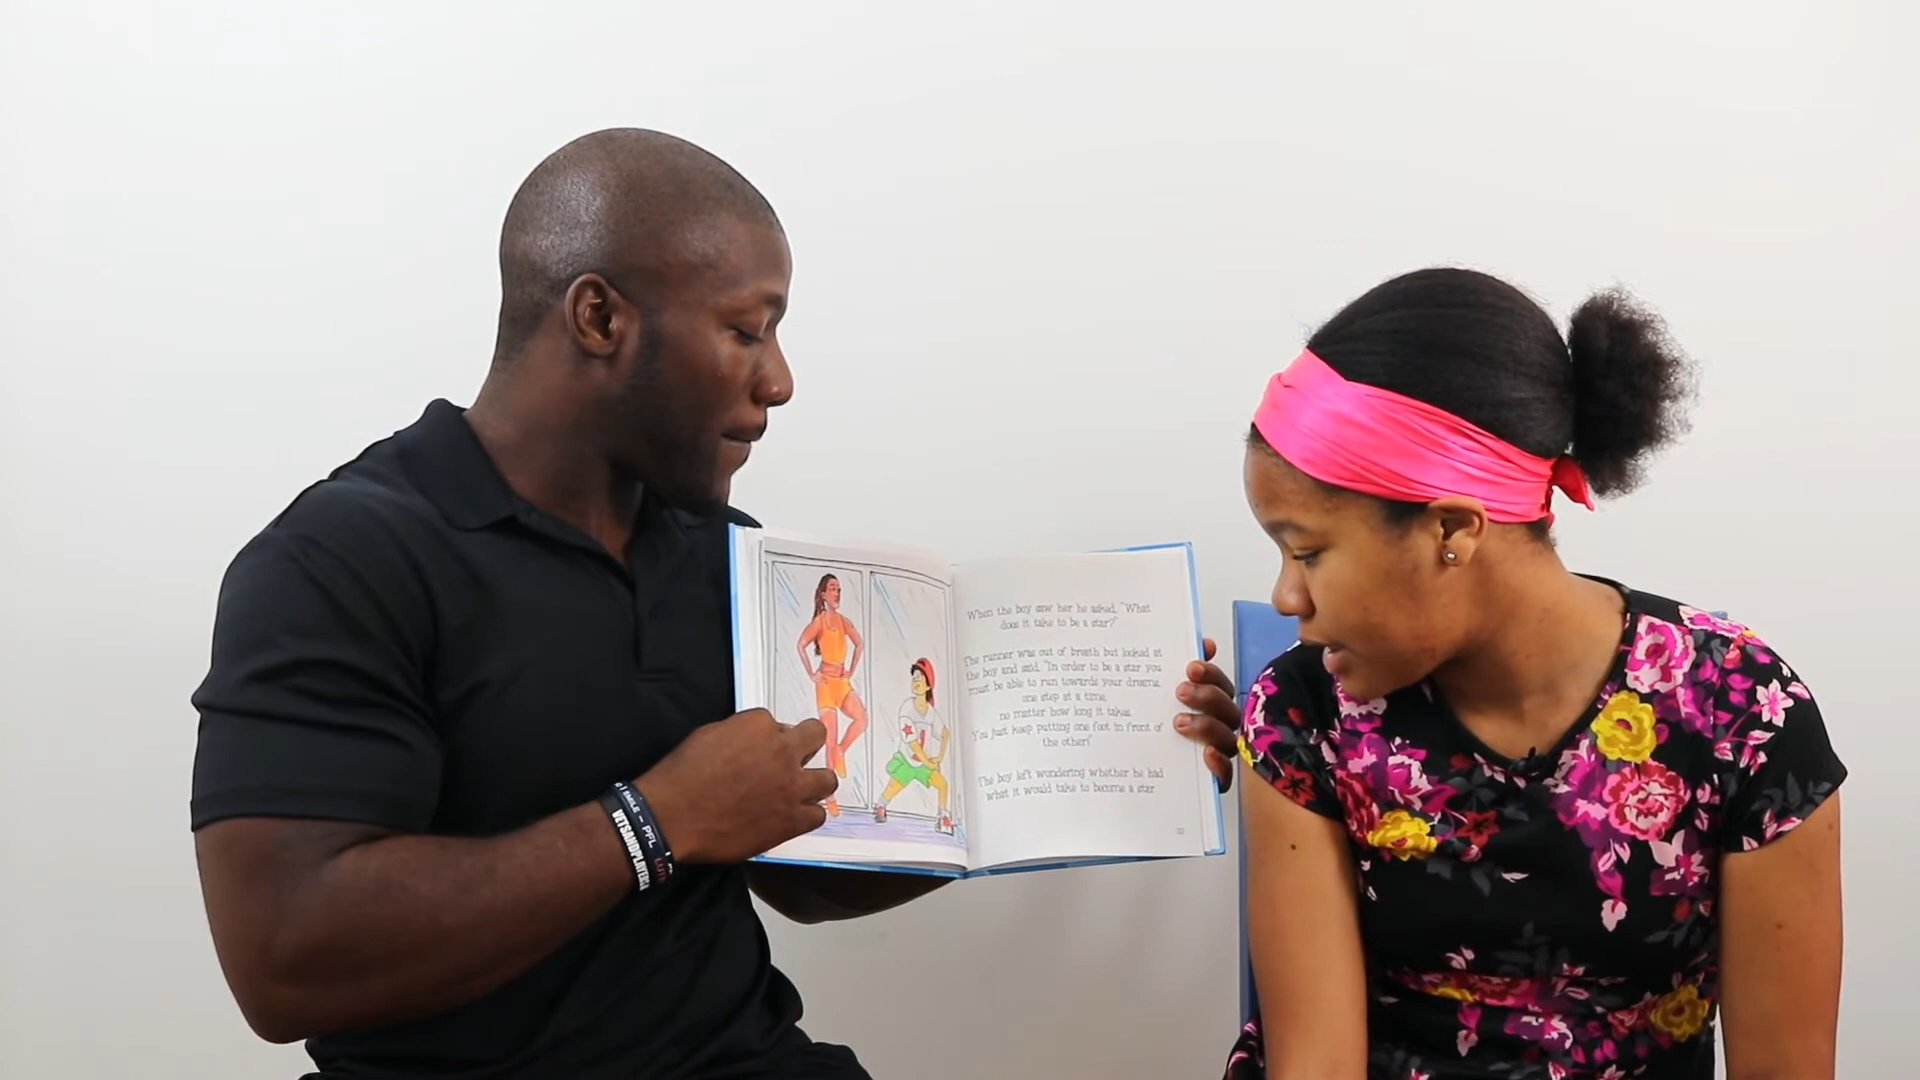 When the boy saw her he asked, "What
does it take to be a star?"
The runner was out of breath but looked at
the boy and said, "In order to be a star you
must be able to run towards your dreams,
one step at a time,
no matter how long it takes.
You just keep putting one foot in front of
the other!"
The boy left wondering whether he had
what it would take to become a star
32
SMILE - PFL
VETSANDPLAYERS